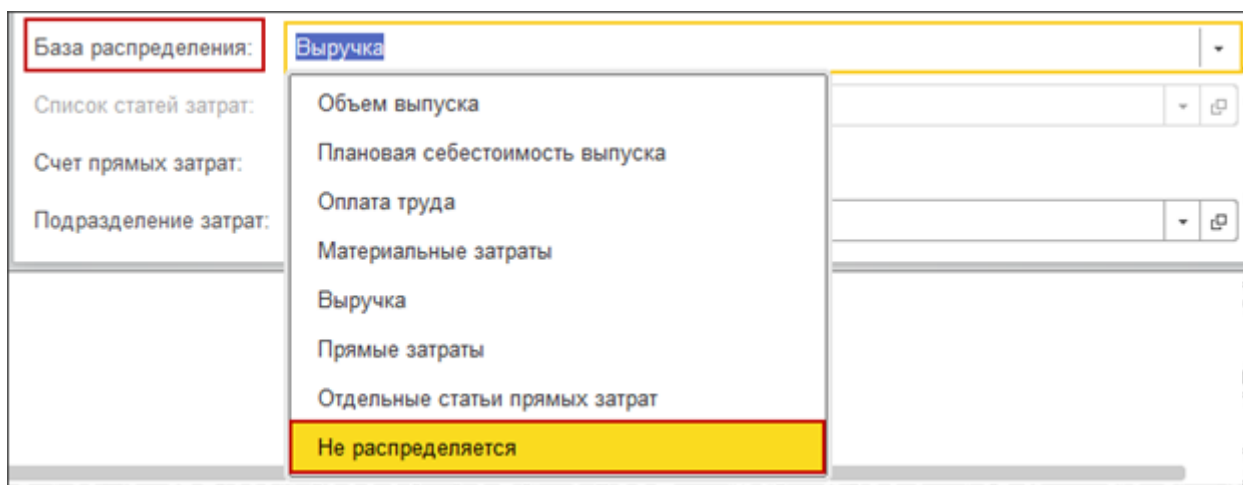 База распределения:
Выручка
Список статей затрат:
Счет прямых затрат:
Подразделение затрат:
Объем выпуска
Плановая себестоимость выпуска
Оплата труда
Материальные затраты
Выручка
Прямые затраты
Отдельные статьи прямых затрат
Не распределяется